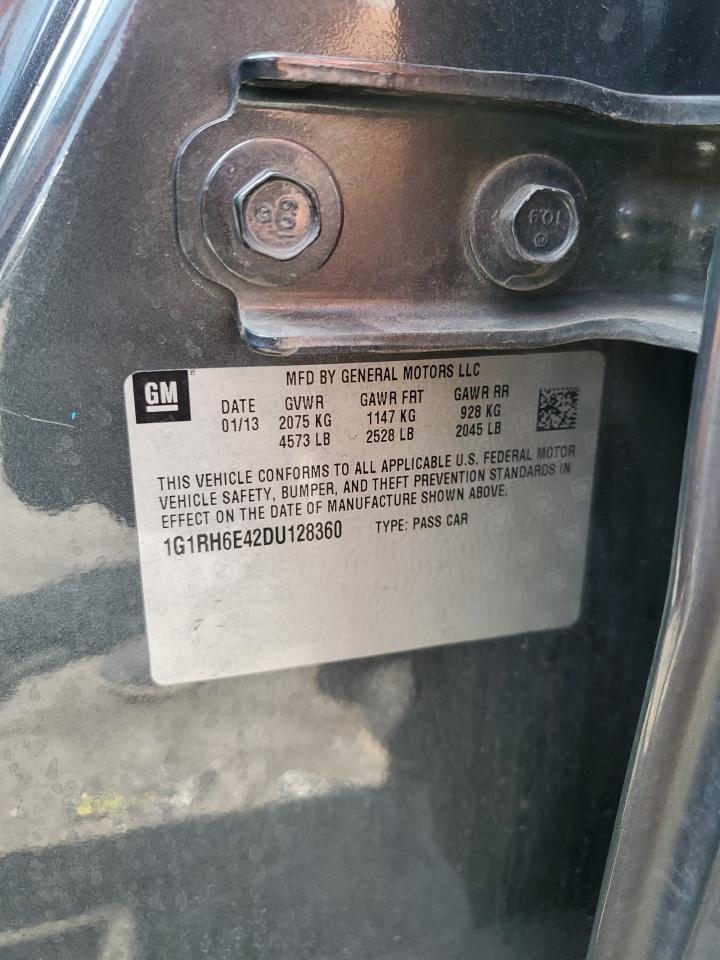 109
GM
MFD BY GENERAL MOTORS LLC
DATE GVWR GAWR FRT GAWR RR
01/13 2075 KG 1147 KG 928 KG
4573 LB 2528 LB 2045 LB
THIS VEHICLE CONFORMS TO ALL APPLICABLE U.S. FEDERAL MOTOR
VEHICLE SAFETY, BUMPER, AND THEFT PREVENTION STANDARDS IN
EFFECT ON THE DATE OF MANUFACTURE SHOWN ABOVE.
1G1RH6E42DU128360 TYPE: PASS CAR